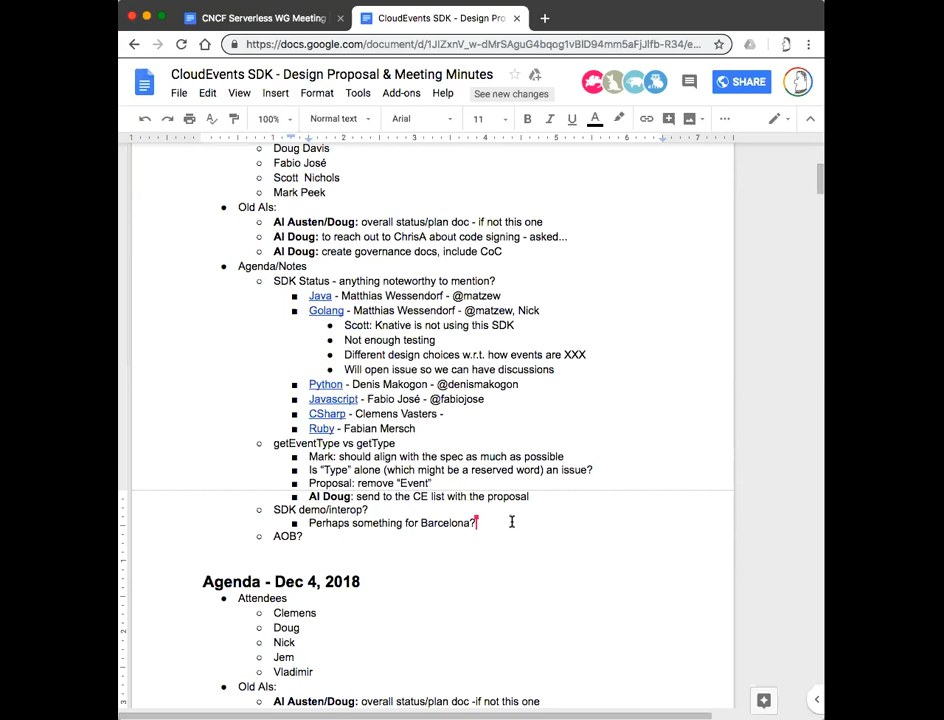 CNCF Serverless WG Meeting
CloudEvents SDK - Design Pro
https://docs.google.com/document/d/1JIZxnV_w-dMrSAguG4bqog1vBlD94mm5aFjJlfb-R34/e...
CloudEvents SDK - Design Proposal & Meeting Minutes
File Edit View Insert Format Tools Add-ons Help
See new changes
SHARE
100% Normal text Arial 11
Doug Davis
Fabio José
Scott Nichols
Mark Peek
Old AIs:
AI Austen/Doug: overall status/plan doc - if not this one
AI Doug: to reach out to ChrisA about code signing - asked...
AI Doug: create governance docs, include CoC
Agenda/Notes
SDK Status - anything noteworthy to mention?
Java - Matthias Wessendorf - @matzew
Golang - Matthias Wessendorf - @matzew, Nick
Scott: Knative is not using this SDK
Not enough testing
Different design choices w.r.t. how events are XXX
Will open issue so we can have discussions
Python - Denis Makogon - @denismakogon
Javascript - Fabio José - @fabiojose
CSharp - Clemens Vasters -
Ruby - Fabian Mersch
getEventType vs getType
Mark: should align with the spec as much as possible
Is "Type" alone (which might be a reserved word) an issue?
Proposal: remove "Event"
AI Doug: send to the CE list with the proposal
SDK demo/interop?
Perhaps something for Barcelona?
AOB?
Agenda - Dec 4, 2018
Attendees
Clemens
Doug
Nick
Jem
Vladimir
Old AIs:
AI Austen/Doug: overall status/plan doc -if not this one